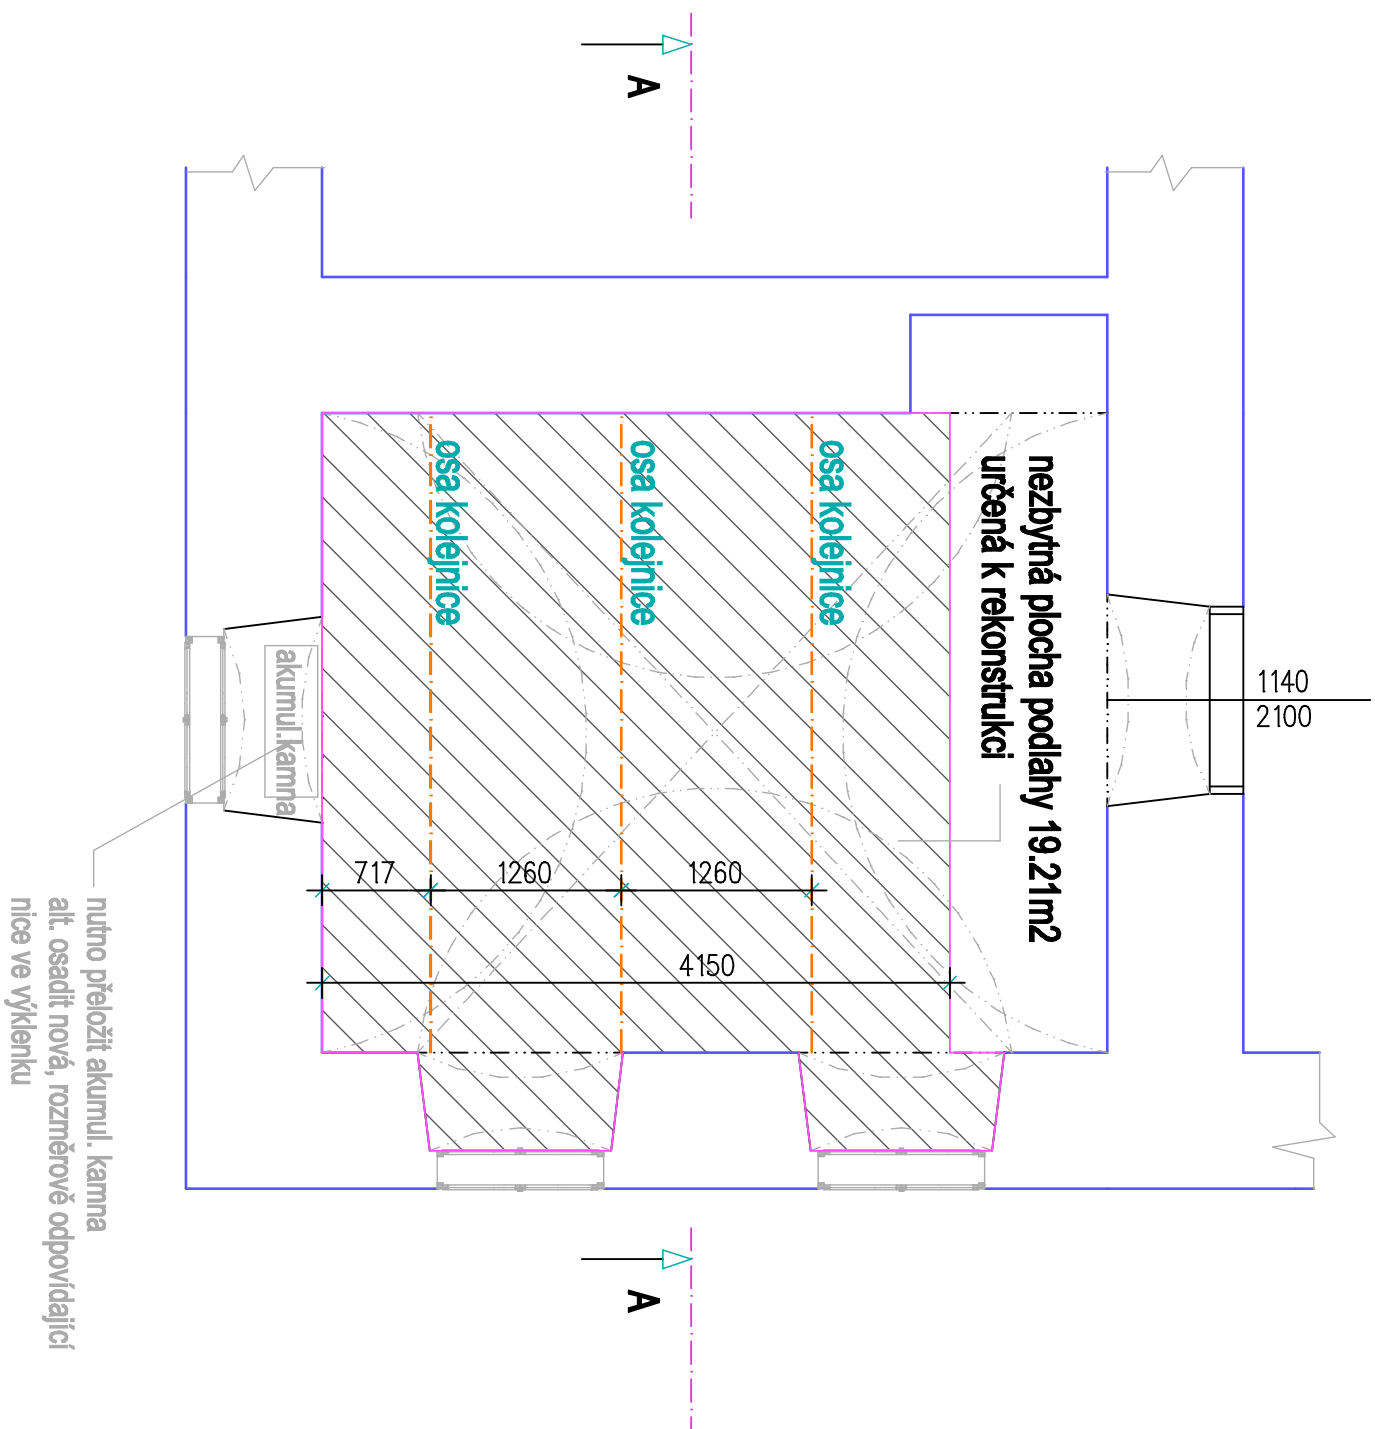 A
nezbytná plocha podlahy 19.21m2
určená k rekonstrukci
osa kolejnice
osa kolejnice
osa kolejnice
akumul.kamna
1140
2100
717
1260
1260
4150
nutno přeložit akumul. kamna
alt. osadit nová, rozměrově odpovídající
nice ve výklenku
A